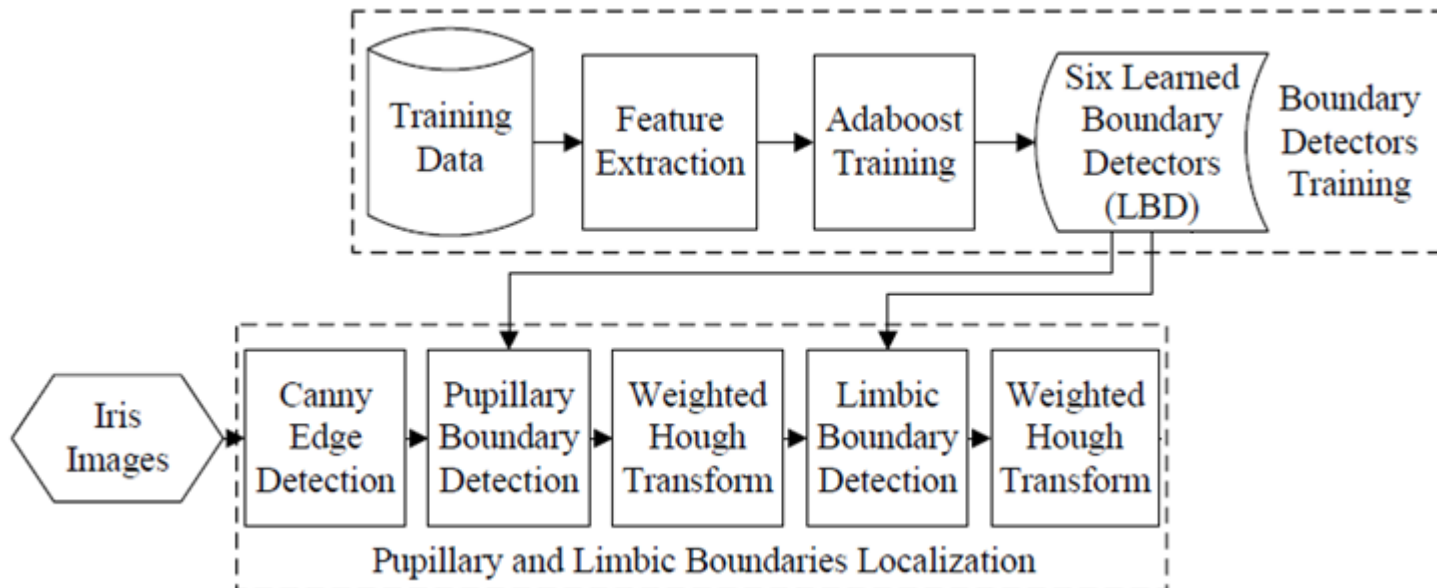 Training
Data
Feature
Extraction
Adaboost
Training
Six Learned
Boundary
Detectors
(LBD)
Boundary
Detectors
Training
Iris
Images
Canny
Edge
Detection
Pupillary
Boundary
Detection
Weighted
Hough
Transform
Limbic
Boundary
Detection
Weighted
Hough
Transform
Pupillary and Limbic Boundaries Localization